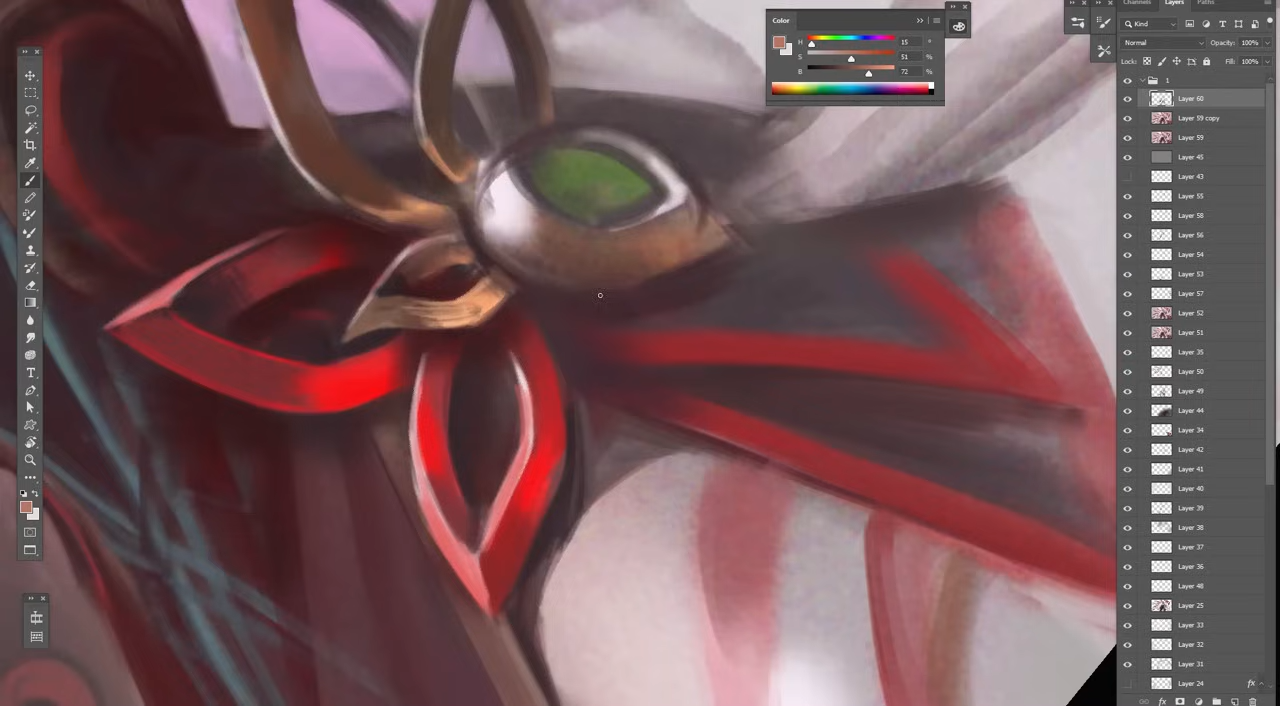 Color
H 15 °
S 51 %
B 72 %
Channels Layers Paths
Kind
Normal Opacity: 100%
Lock: Fill: 100%
1
Layer 60
Layer 59 copy
Layer 59
Layer 45
Layer 43
Layer 55
Layer 58
Layer 56
Layer 54
Layer 53
Layer 57
Layer 52
Layer 51
Layer 35
Layer 50
Layer 49
Layer 44
Layer 34
Layer 42
Layer 41
Layer 40
Layer 39
Layer 38
Layer 37
Layer 36
Layer 48
Layer 25
Layer 33
Layer 32
Layer 31
Layer 24 fx
fx